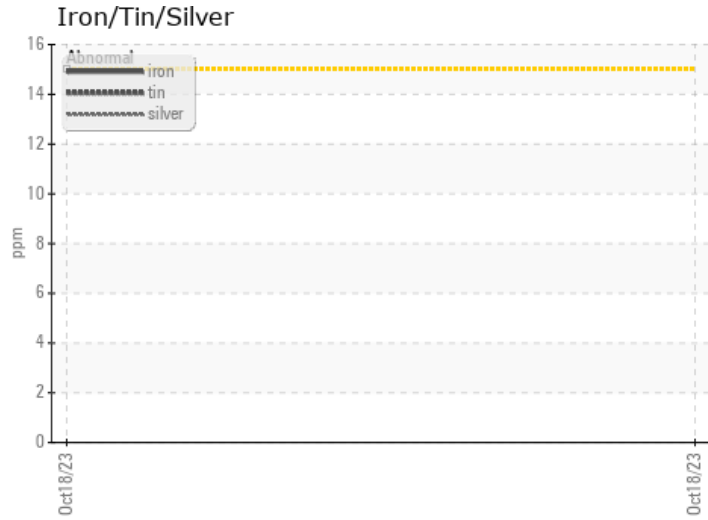 Iron/Tin/Silver
16
14
12
10
8
6
4
2
0
ppm
Abnormal
iron
tin
silver
Oct18/23
Oct18/23